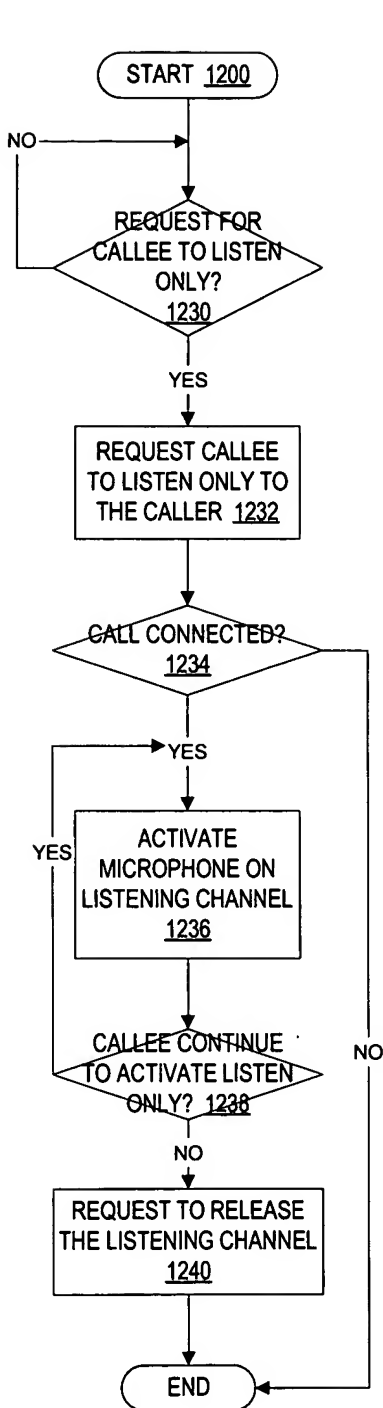 START 1200
NO
REQUEST FOR
CALLEE TO LISTEN
ONLY?
1230
YES
REQUEST CALLEE
TO LISTEN ONLY TO
THE CALLER 1232
CALL CONNECTED?
1234
YES
ACTIVATE
MICROPHONE ON
LISTENING CHANNEL
1236
YES
CALLEE CONTINUE
TO ACTIVATE LISTEN
ONLY? 1238
NO
NO
REQUEST TO RELEASE
THE LISTENING CHANNEL
1240
END